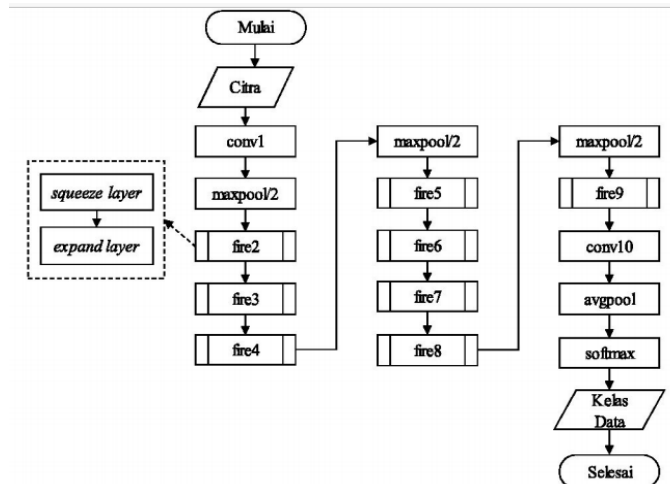 Mulai
Citra
conv1
maxpool/2
squeeze layer
expand layer
fire2
fire3
fire4
maxpool/2
fire5
fire6
fire7
fire8
maxpool/2
fire9
conv10
avgpool
softmax
Kelas
Data
Selesai